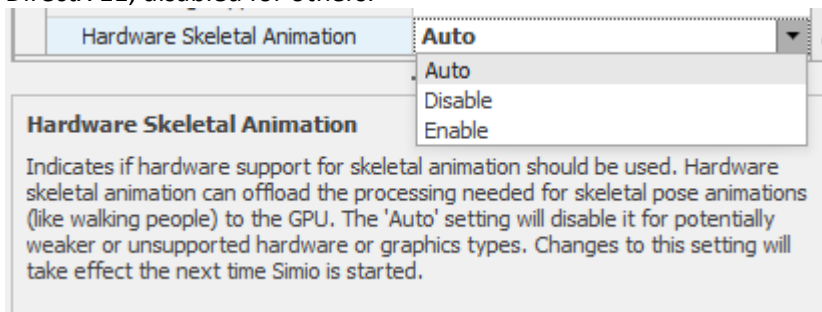 Hardware Skeletal Animation Auto
Auto
Disable
Enable
Hardware Skeletal Animation
Indicates if hardware support for skeletal animation should be used. Hardware
skeletal animation can offload the processing needed for skeletal pose animations
(like walking people) to the GPU. The 'Auto' setting will disable it for potentially
weaker or unsupported hardware or graphics types. Changes to this setting will
take effect the next time Simio is started.